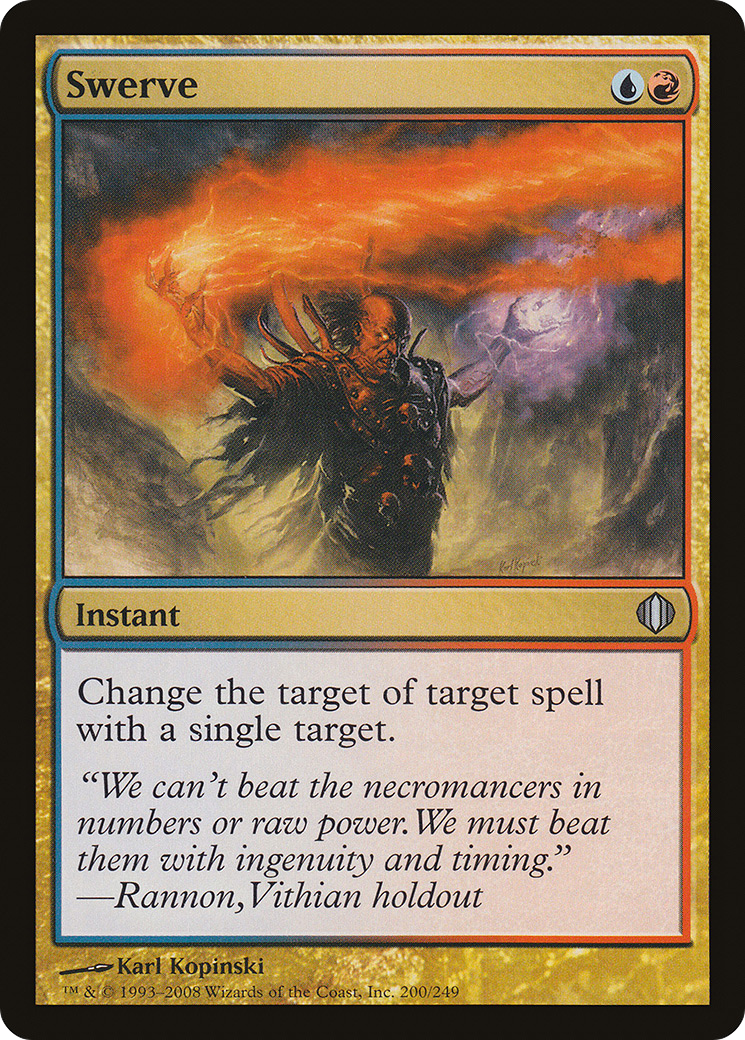 Swerve
Karl Kopinski
Instant
Change the target of target spell
with a single target.
“We can’t beat the necromancers in
numbers or raw power. We must beat
them with ingenuity and timing.”
—Rannon, Vithian holdout
Karl Kopinski
™ & © 1993–2008 Wizards of the Coast, Inc. 200/249